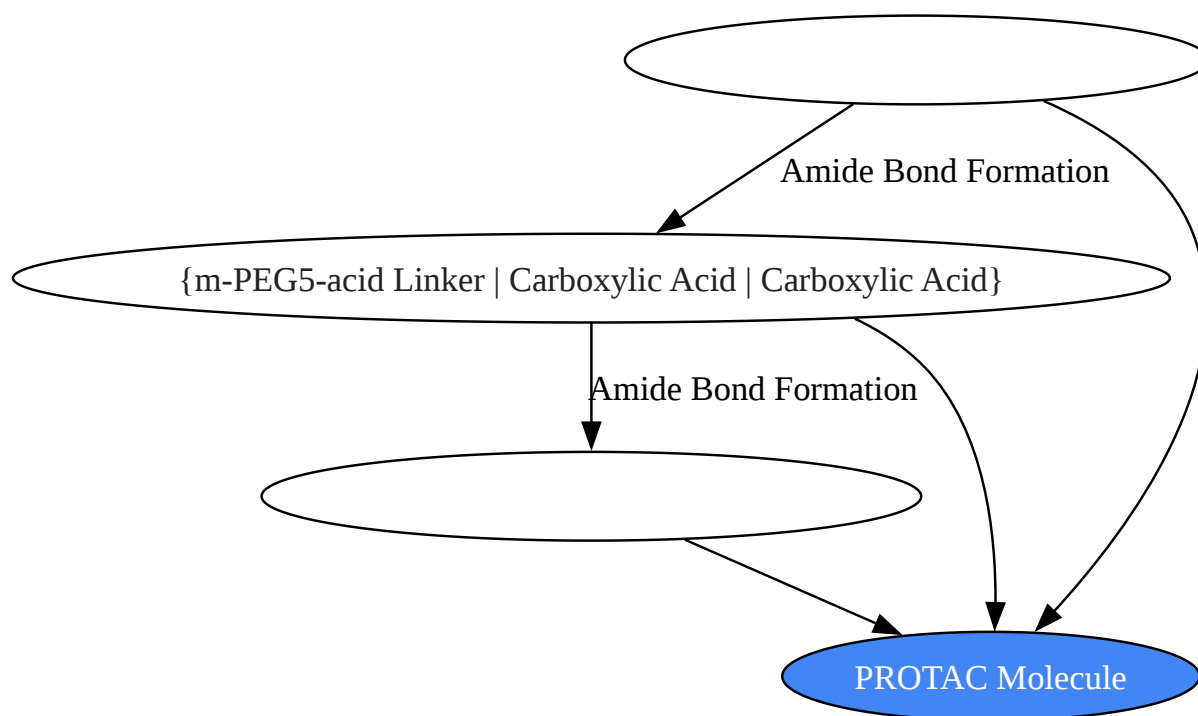 Amide Bond Formation
{m-PEG5-acid Linker | Carboxylic Acid | Carboxylic Acid}
Amide Bond Formation
PROTAC Molecule